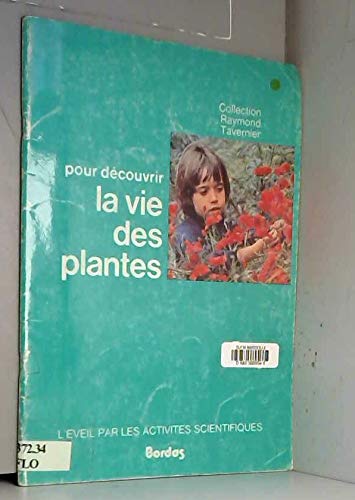 Collection
Raymond
Tavernier
pour découvrir
la vie
des
plantes
L'EVEIL PAR LES ACTIVITES SCIENTIFIQUES
Bordas
372.34
FLO